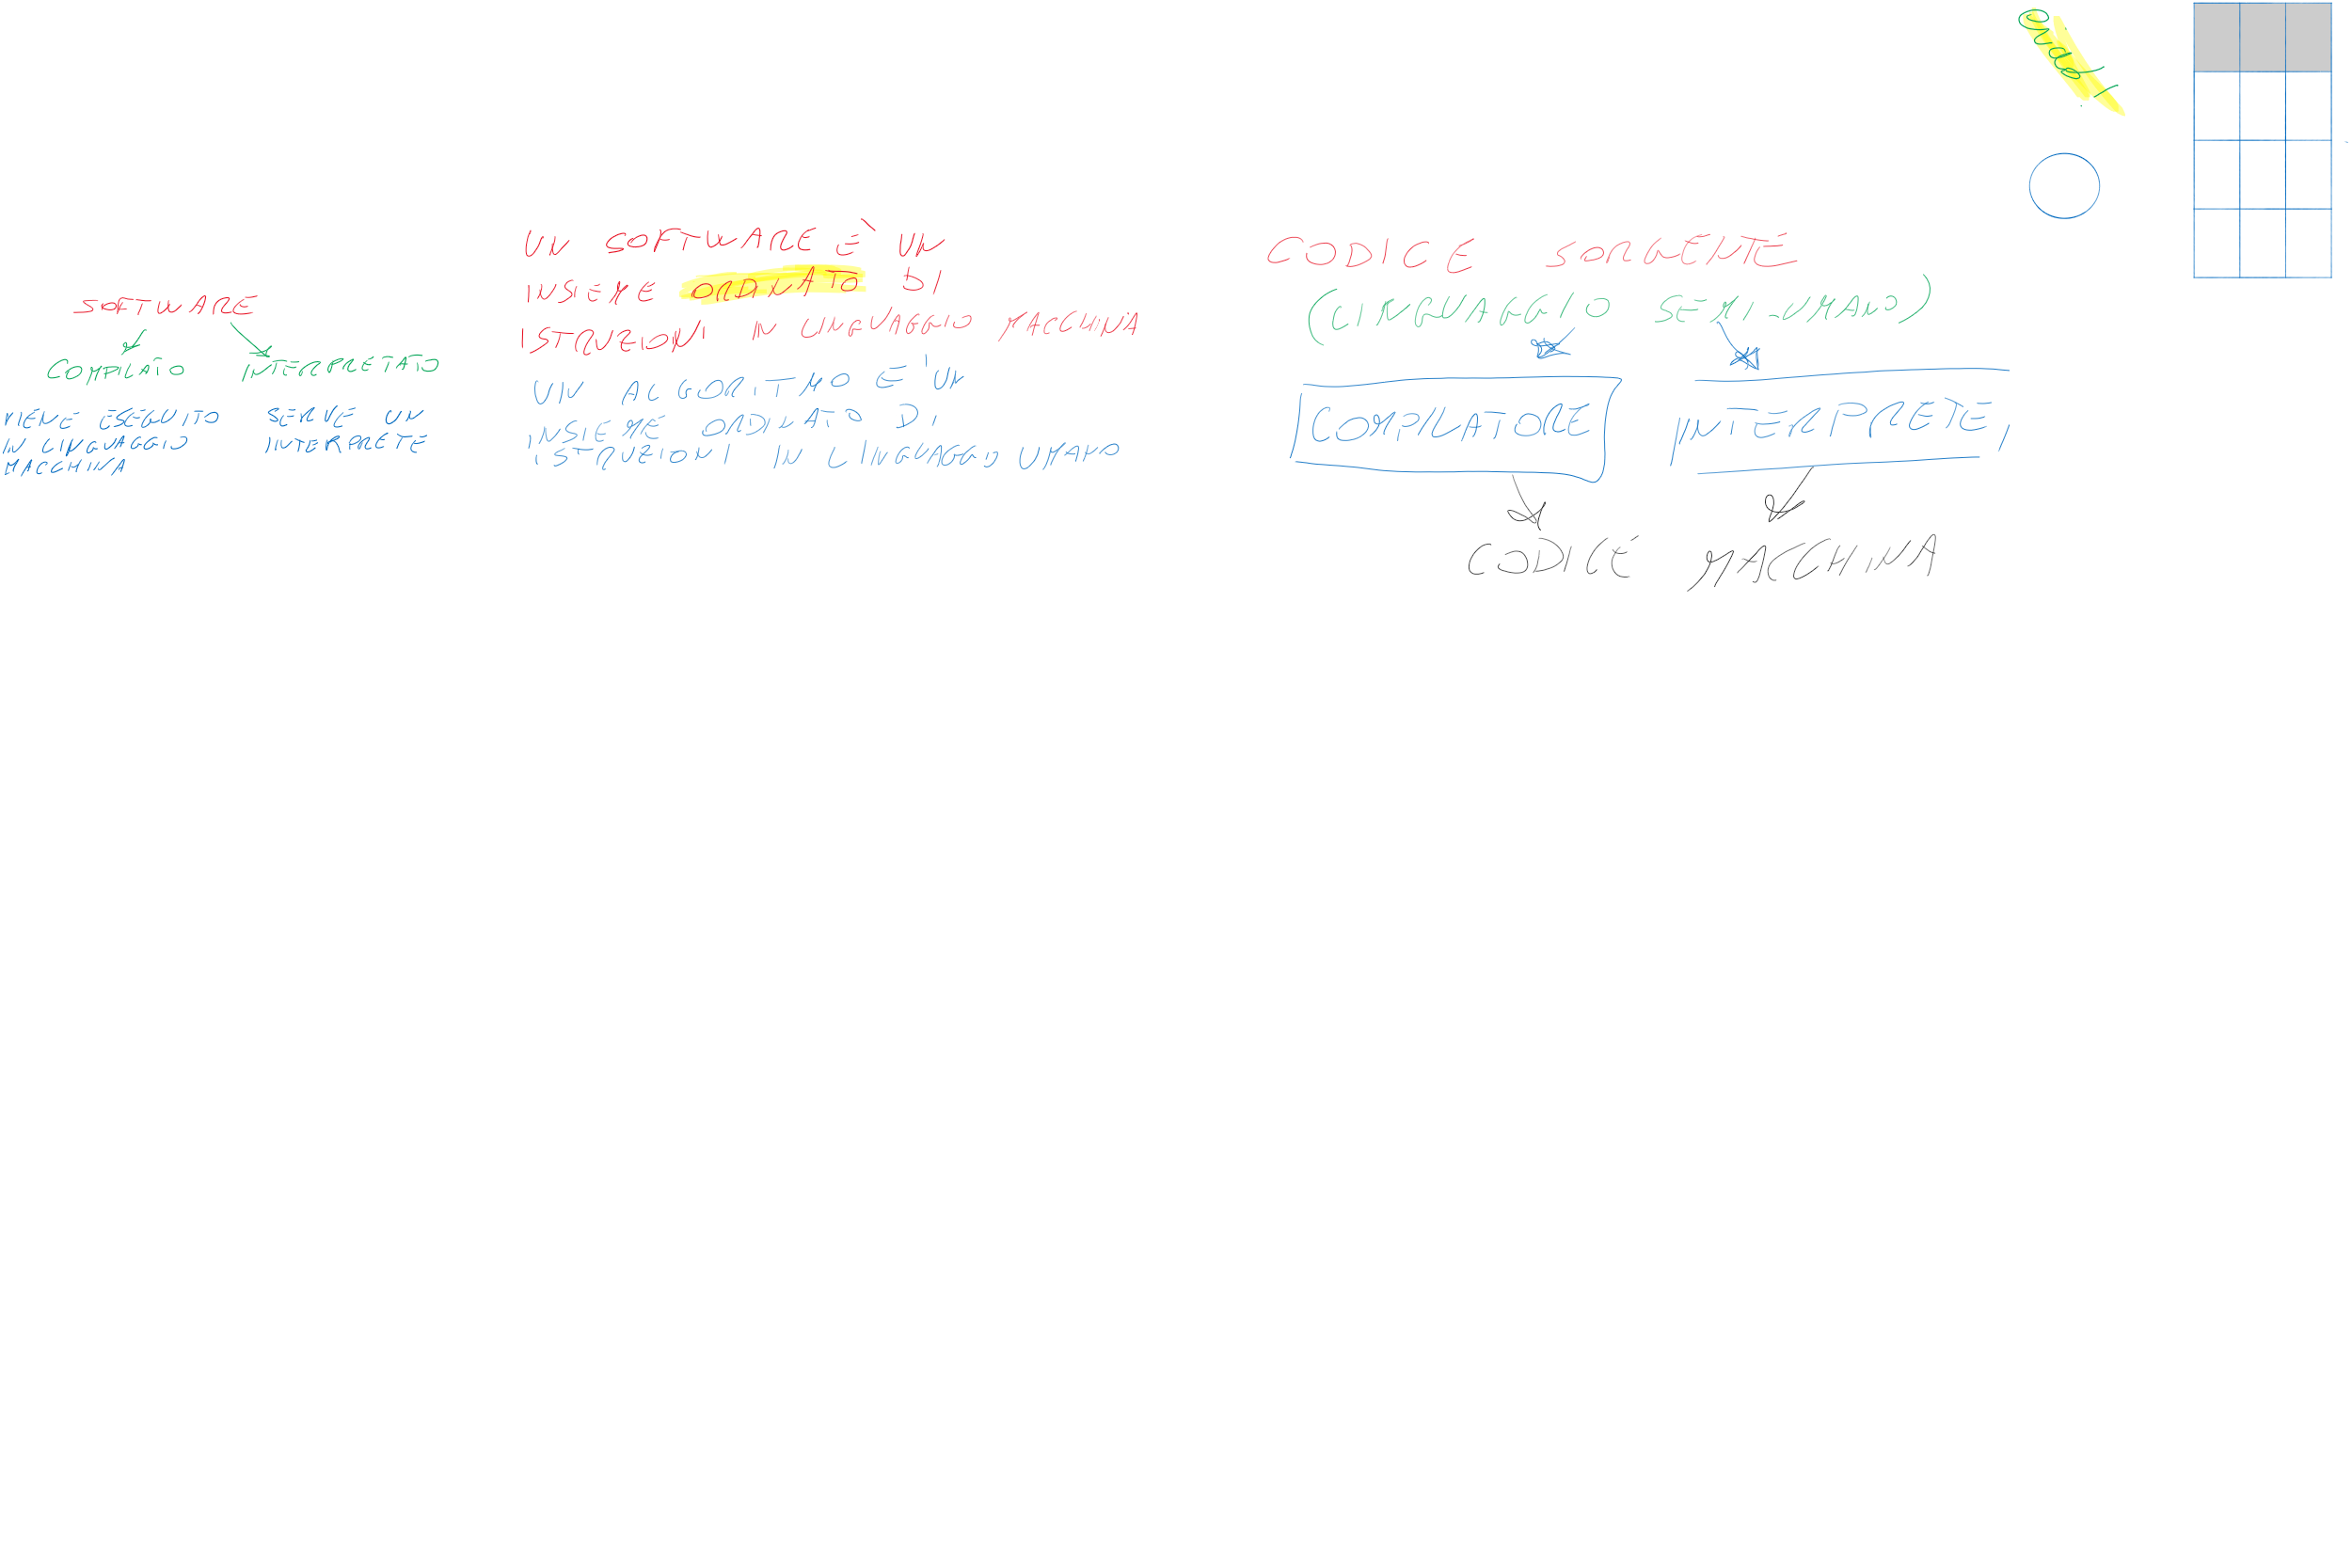 SOFTWARE
COMPILATO INTERPRETATO
VIENE ESEGUITO
IN LINGUAGGIO
MACCHINA
SERVE UN
INTERPRETE
UN SOFTWARE È UN
INSIEME ORDINATO DI
ISTRUZIONI IN LINGUAGGIO MACCHINA
UN ALGORITMO E' UN
INSIEME ORDINATO DI
ISTRUZIONI IN LINGUAGGIO UMANO
CODICE SORGENTE
(LINGUAGGIO SEMI-UMANO)
COMPILATORE INTERPRETE
CODICE MACCHINA